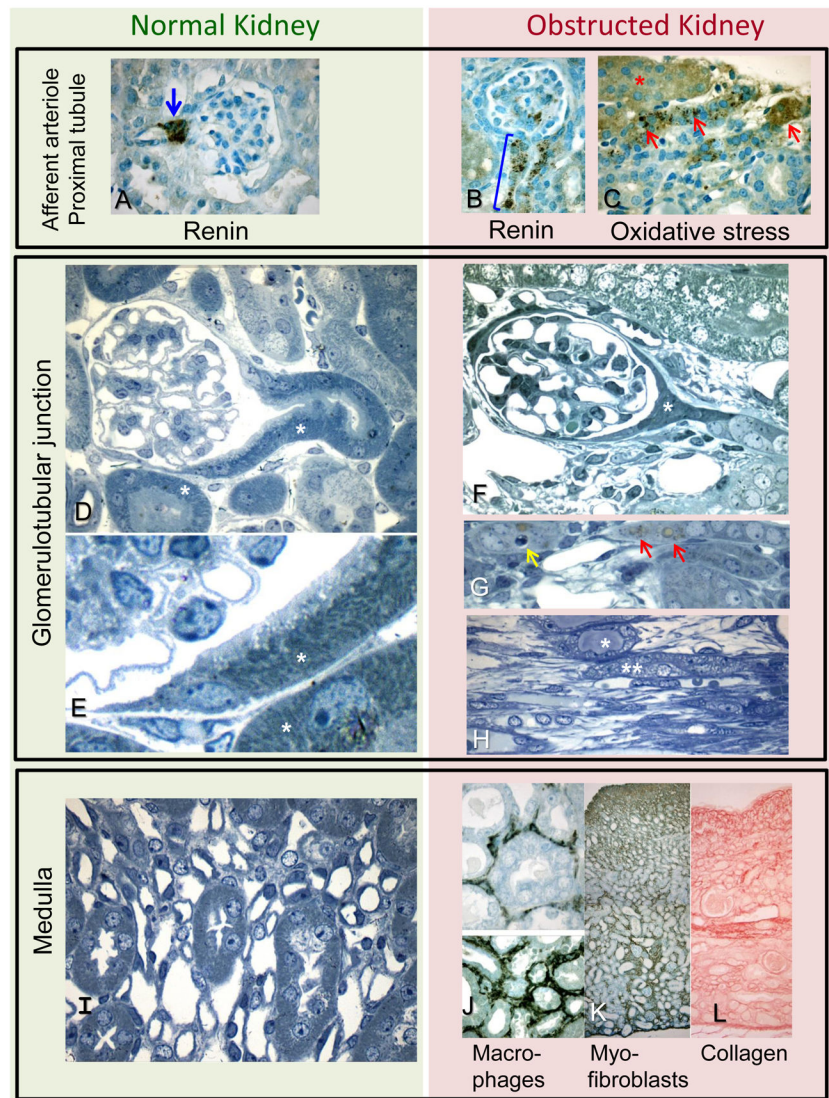 Normal Kidney
Obstructed Kidney
Afferent arteriole
Proximal tubule
A
Renin
B
Renin
*
C
Oxidative stress
Glomerulotubular junction
*
*
D
*
*
E
*
F
G
*
**
H
Medulla
I
J
Macro-
phages
K
Myo-
fibroblasts
L
Collagen